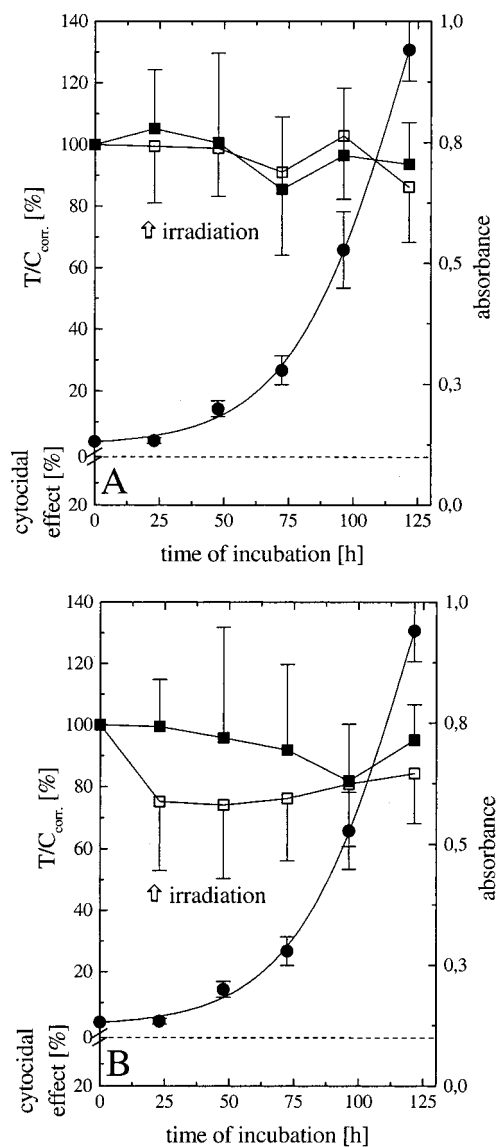 140
120
100
80
60
40
20
0
20
T/C corr. [%]
cytocidal
effect [%]
1,0
0,8
0,5
0,3
0,0
absorbance
⇧ irradiation
A
0 25 50 75 100 125
time of incubation [h]
140
120
100
80
60
40
20
0
20
T/C corr. [%]
cytocidal
effect [%]
1,0
0,8
0,5
0,3
0,0
absorbance
⇧ irradiation
B
0 25 50 75 100 125
time of incubation [h]